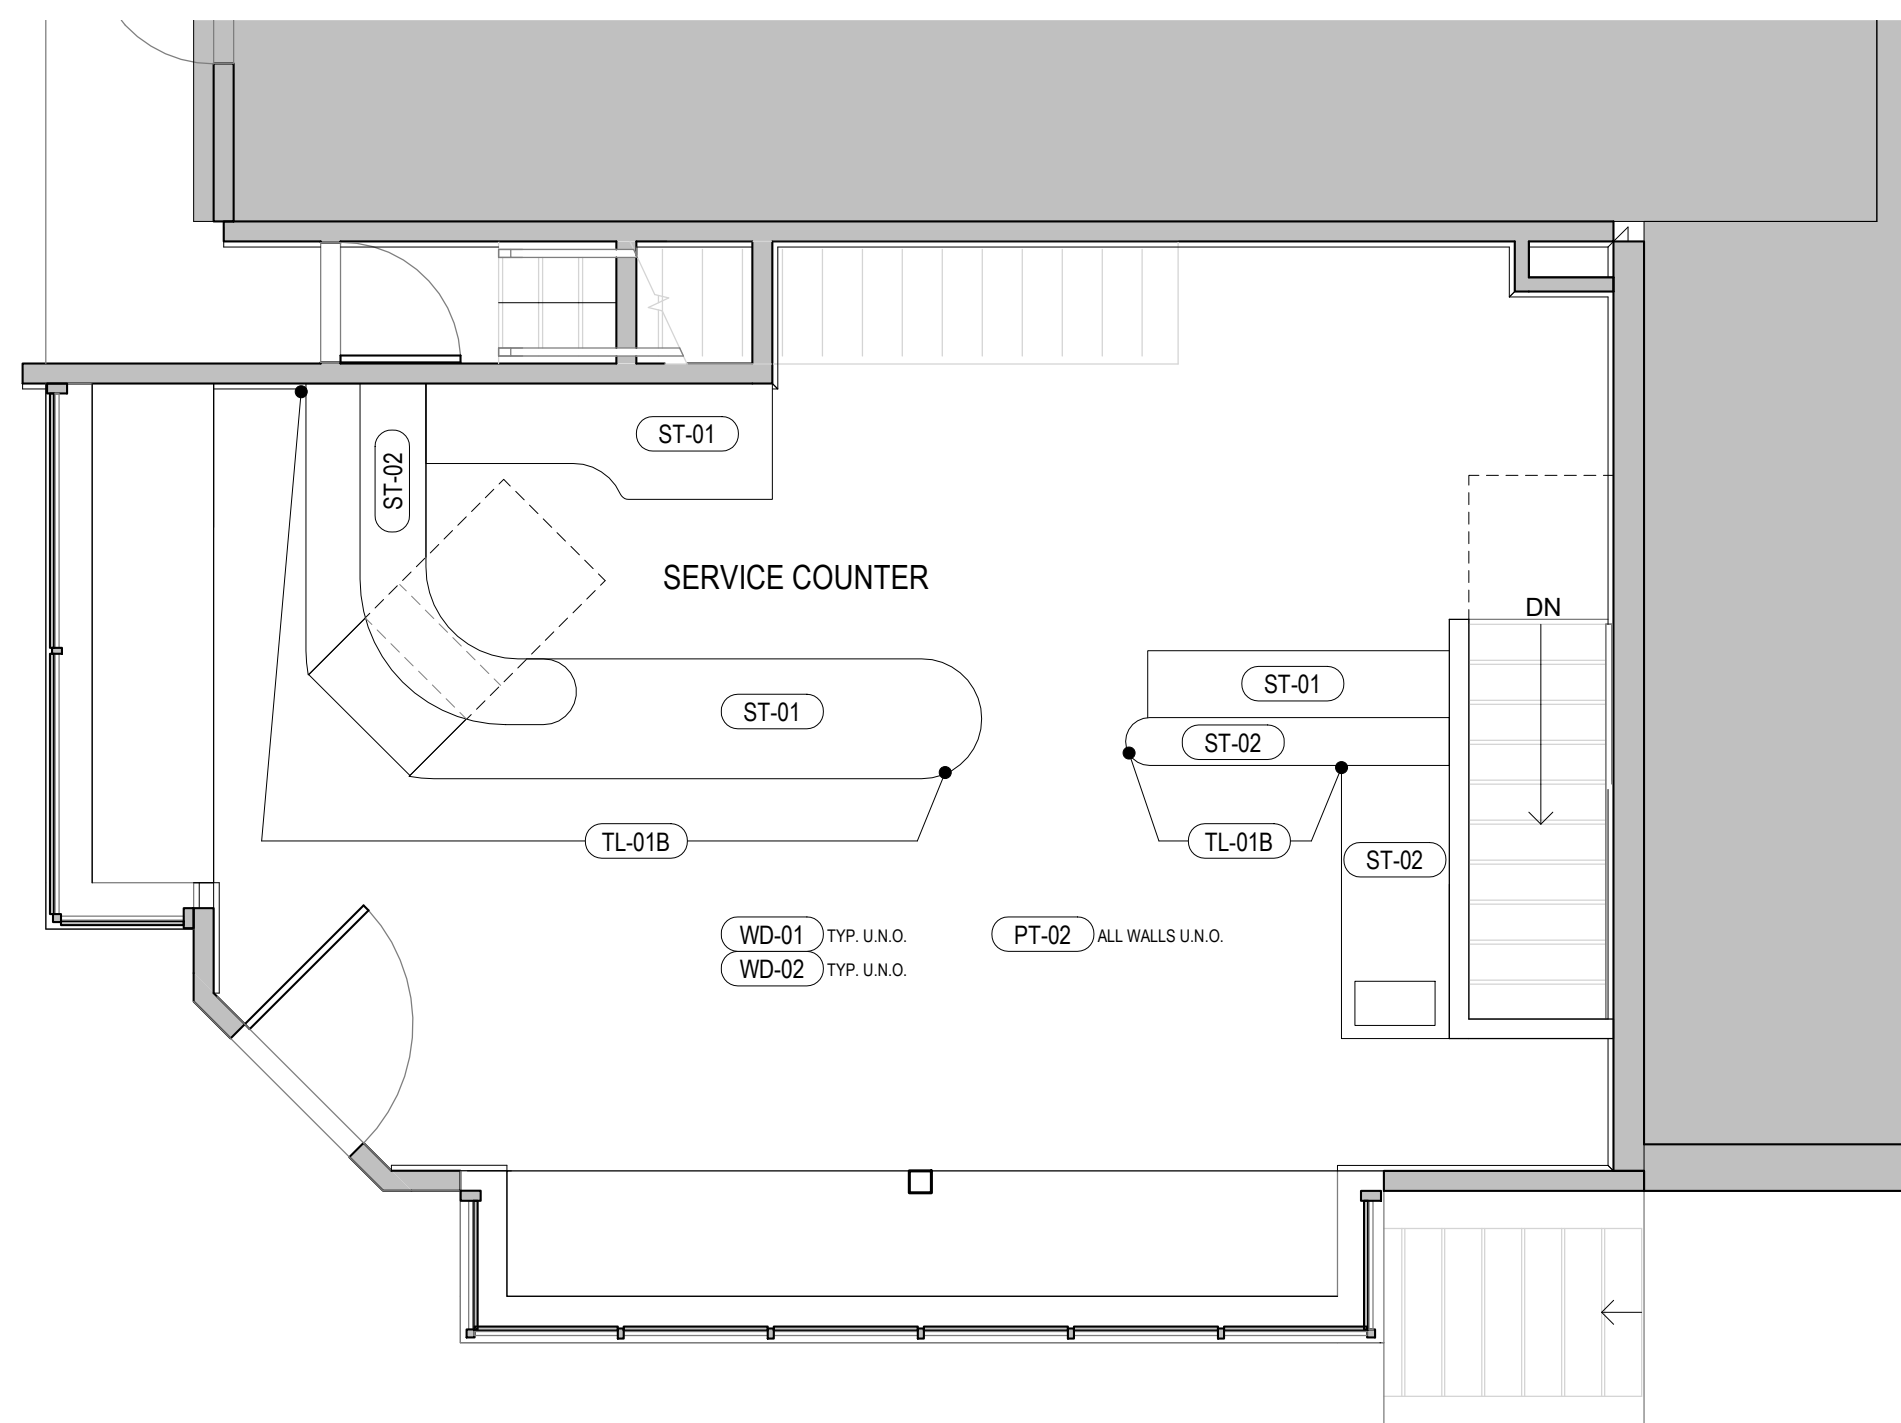 ST-01
ST-02
SERVICE COUNTER
DN
ST-01
ST-01
ST-02
TL-01B
TL-01B
ST-02
WD-01 TYP. U.N.O.
PT-02 ALL WALLS U.N.O.
WD-02 TYP. U.N.O.